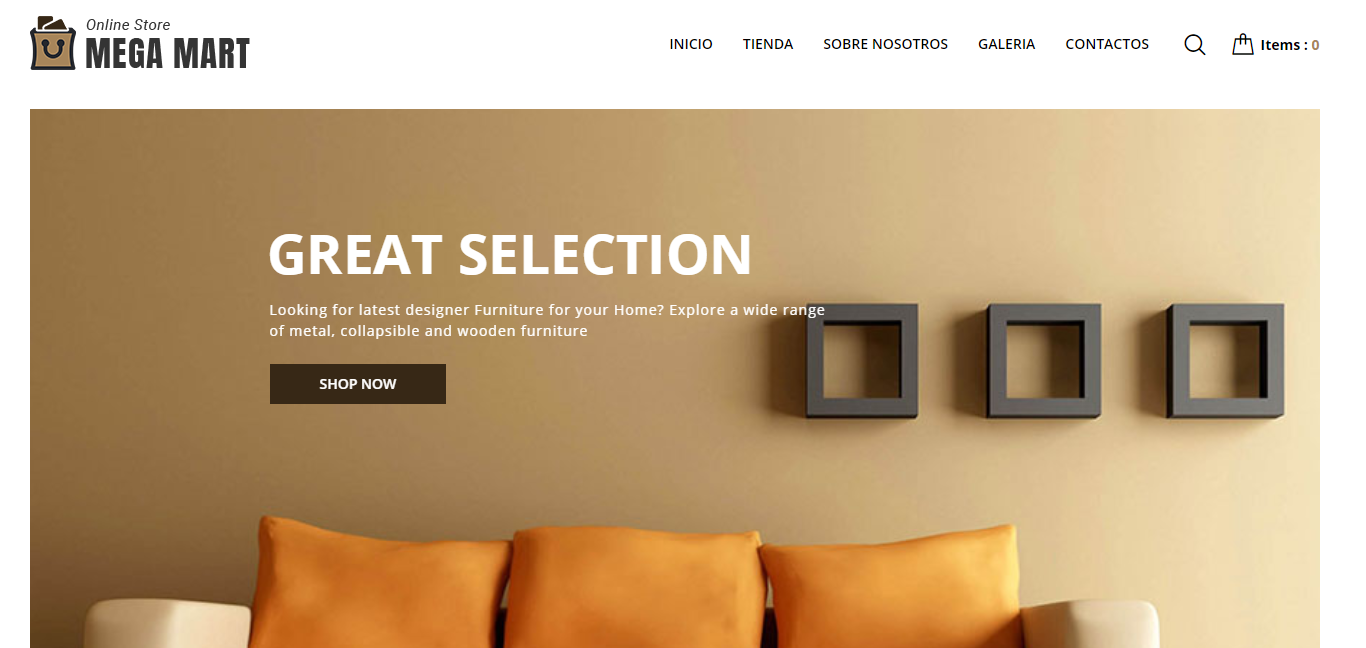 Online Store
MEGA MART
INICIO TIENDA SOBRE NOSOTROS GALERIA CONTACTOS Items : 0
GREAT SELECTION
Looking for latest designer Furniture for your Home? Explore a wide range
of metal, collapsible and wooden furniture
SHOP NOW